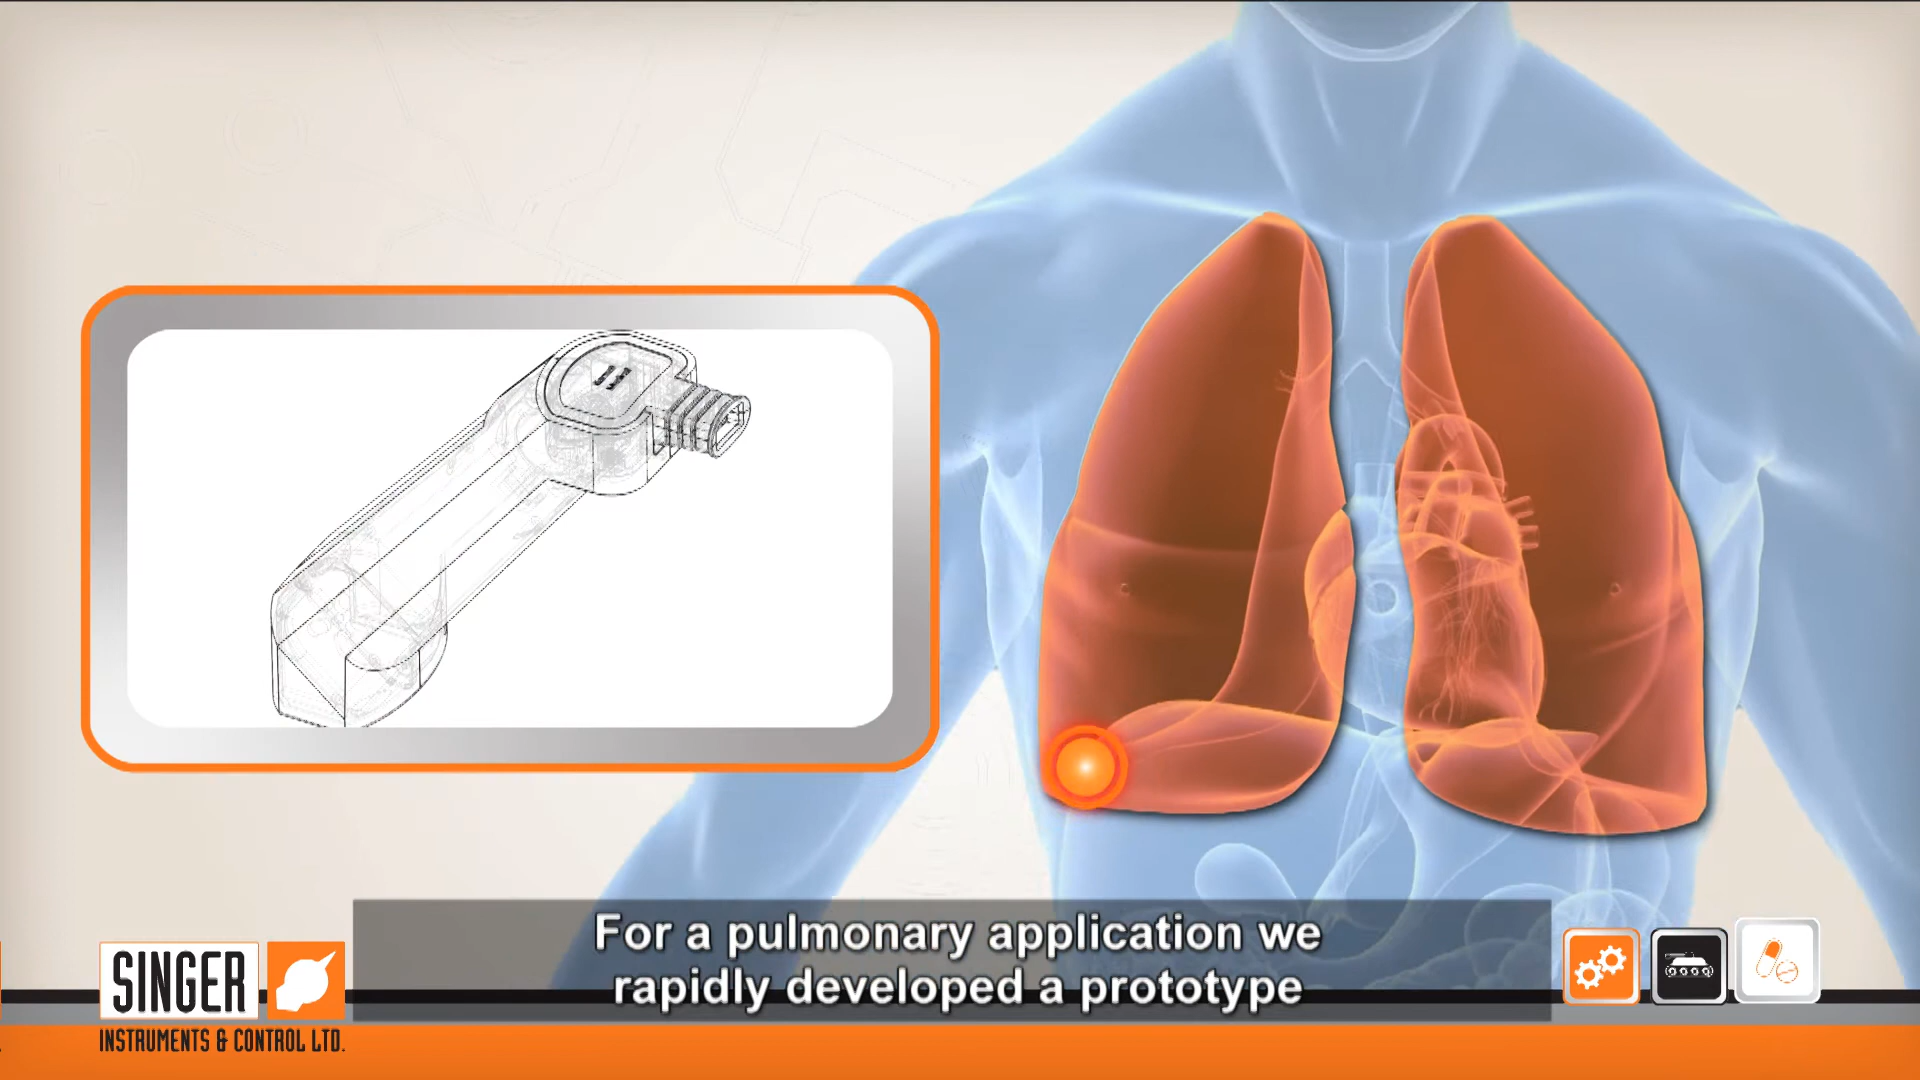 For a pulmonary application we
rapidly developed a prototype
SINGER
INSTRUMENTS & CONTROL LTD.